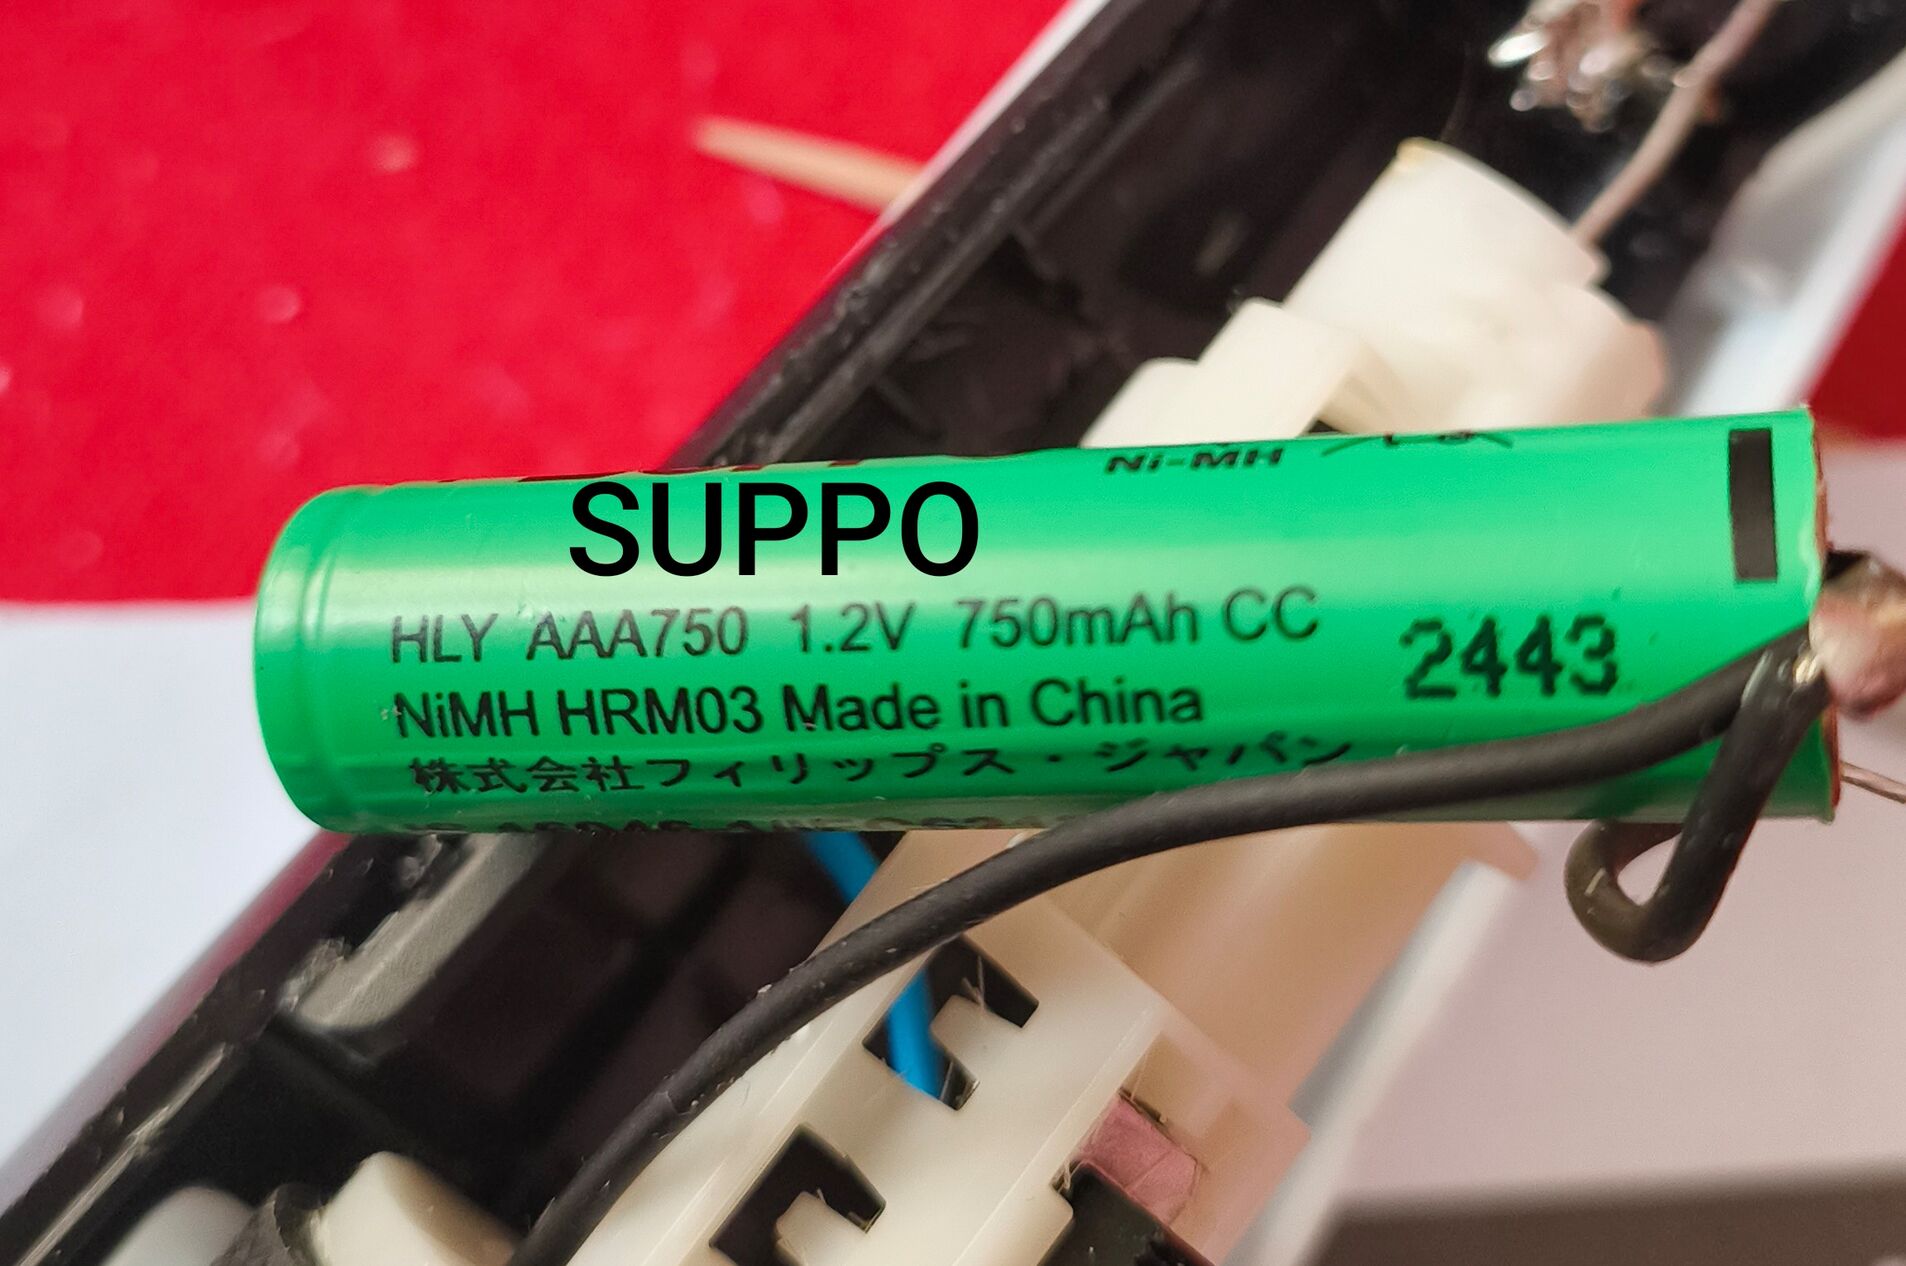 Ni-MH
SUPPO
HLY AAA750 1.2V 750mAh CC
2443
NiMH HRM03 Made in China
株式会社フィリップス・ジャパン